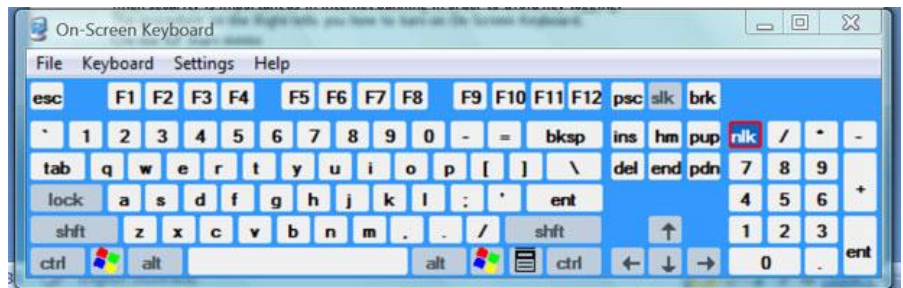 On-Screen Keyboard
File Keyboard Settings Help
esc F1 F2 F3 F4 F5 F6 F7 F8 F9 F10 F11 F12 psc slk brk
` 1 2 3 4 5 6 7 8 9 0 - = bksp ins hm pup nlk / * -
tab q w e r t y u i o p [ ] \ del end pdn 7 8 9 +
lock a s d f g h j k l ; ' ent 4 5 6
shft z x c v b n m , . / shft ↑ 1 2 3 ent
ctrl alt alt ctrl ← ↓ → 0 .